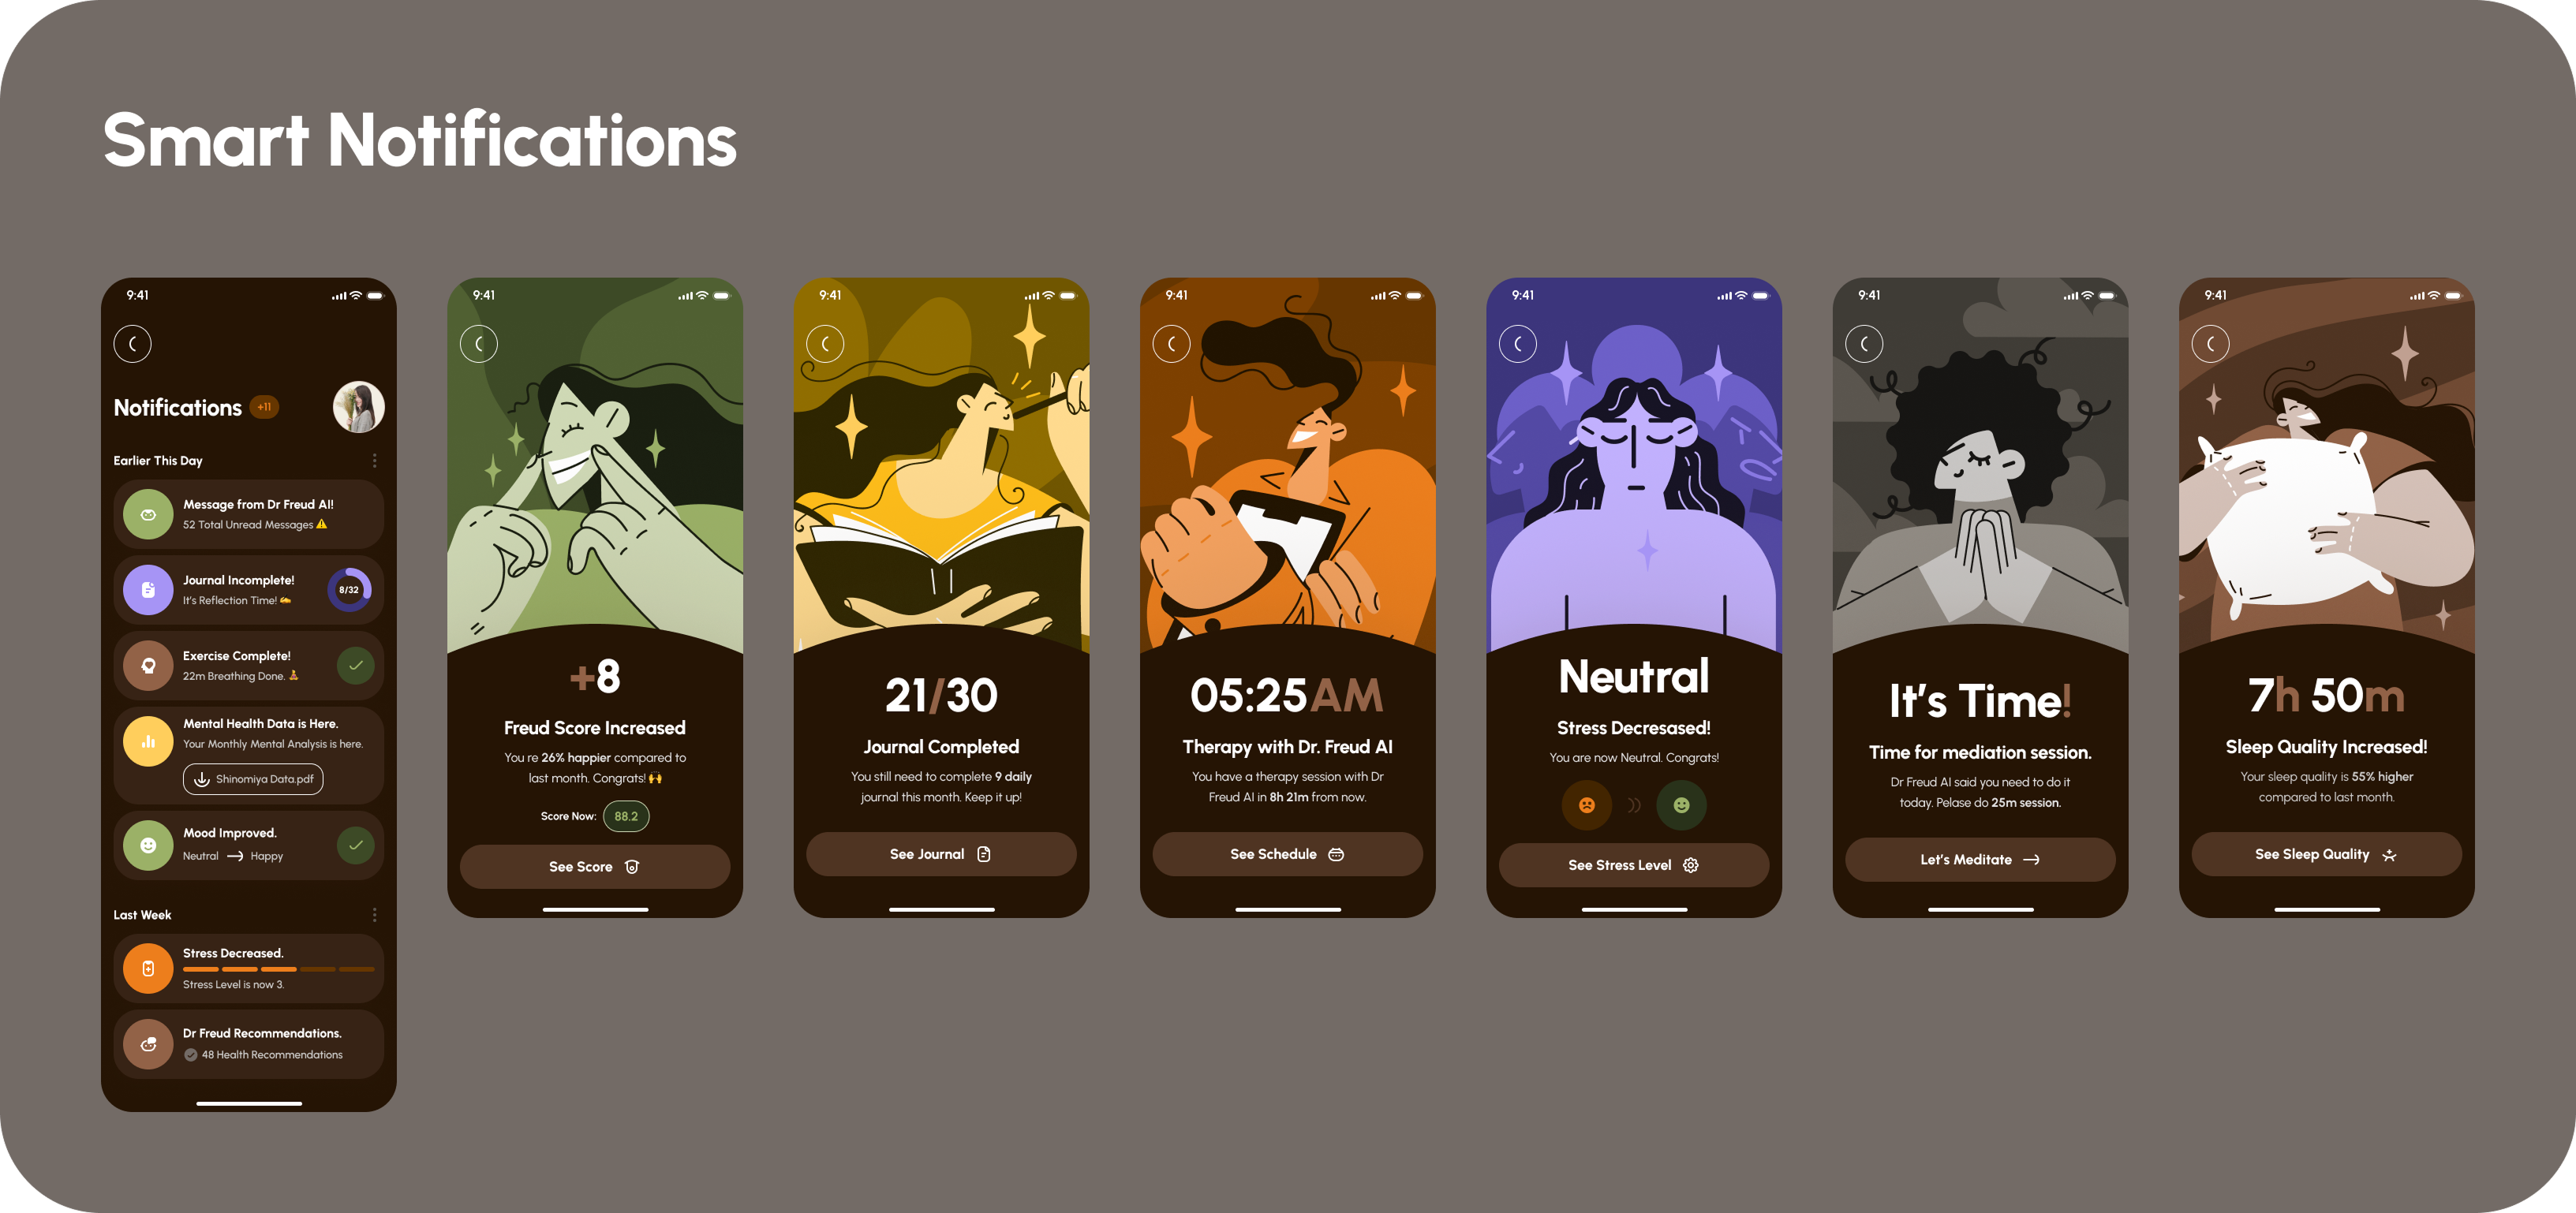 Smart Notifications
9:41
Notifications +11
Earlier This Day
Message from Dr Freud AI!
52 Total Unread Messages ⚠️
Journal Incomplete!
It's Reflection Time! 
8/32
Exercise Complete!
22m Breathing Done. 
Mental Health Data is Here.
Your Monthly Mental Analysis is here.
Shinomiya Data.pdf
Mood Improved.
Neutral → Happy
Last Week
Stress Decreased.
Stress Level is now 3.
Dr Freud Recommendations.
48 Health Recommendations
9:41
+8
Freud Score Increased
You re 26% happier compared to
last month. Congrats! 🙌
Score Now: 88.2
See Score
9:41
21/30
Journal Completed
You still need to complete 9 daily
journal this month. Keep it up!
See Journal
9:41
05:25AM
Therapy with Dr. Freud AI
You have a therapy session with Dr
Freud AI in 8h 21m from now.
See Schedule
9:41
Neutral
Stress Decresased!
You are now Neutral. Congrats!
See Stress Level
9:41
It's Time!
Time for mediation session.
Dr Freud AI said you need to do it
today. Pelase do 25m session.
Let's Meditate →
9:41
7h 50m
Sleep Quality Increased!
Your sleep quality is 55% higher
compared to last month.
See Sleep Quality